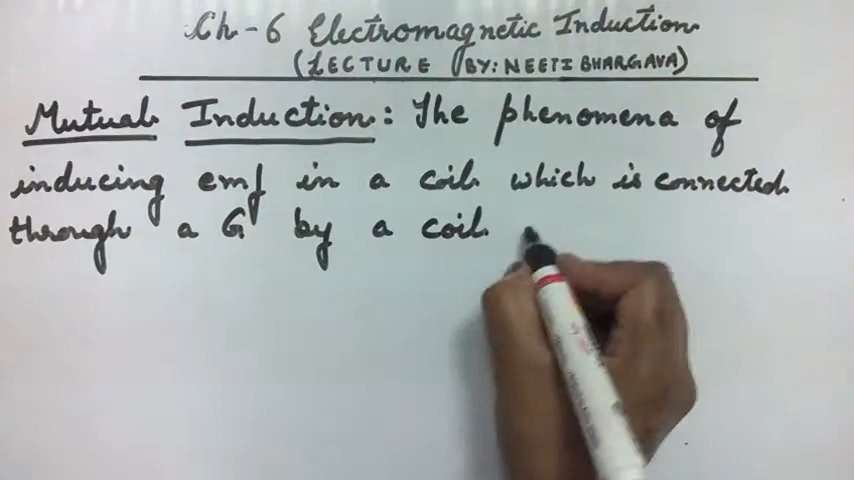 Ch-6 Electromagnetic Induction
(LECTURE BY: NEETI BHARGAVA)
Mutual Induction: The phenomena of
inducing emf in a coil which is connected
through a G by a coil